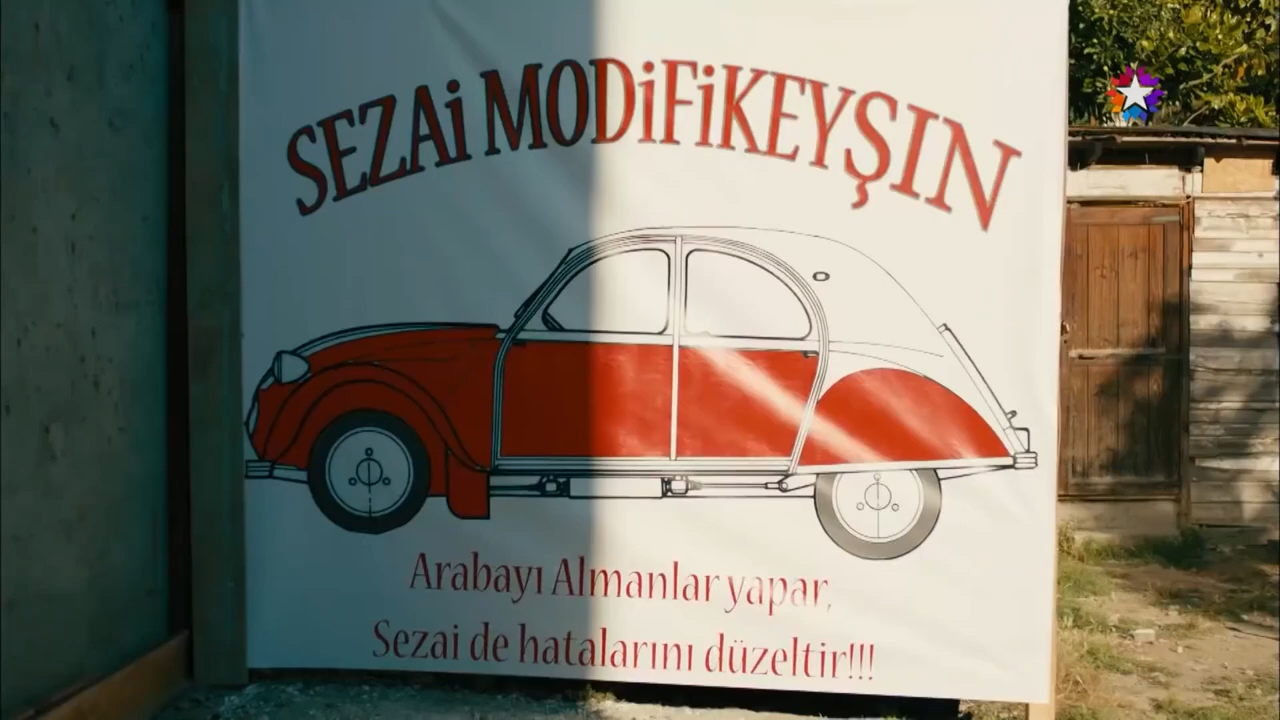 SEZAi MODiFiKEYŞIN
Arabayı Almanlar yapar,
Sezai de hatalarını düzeltir!!!